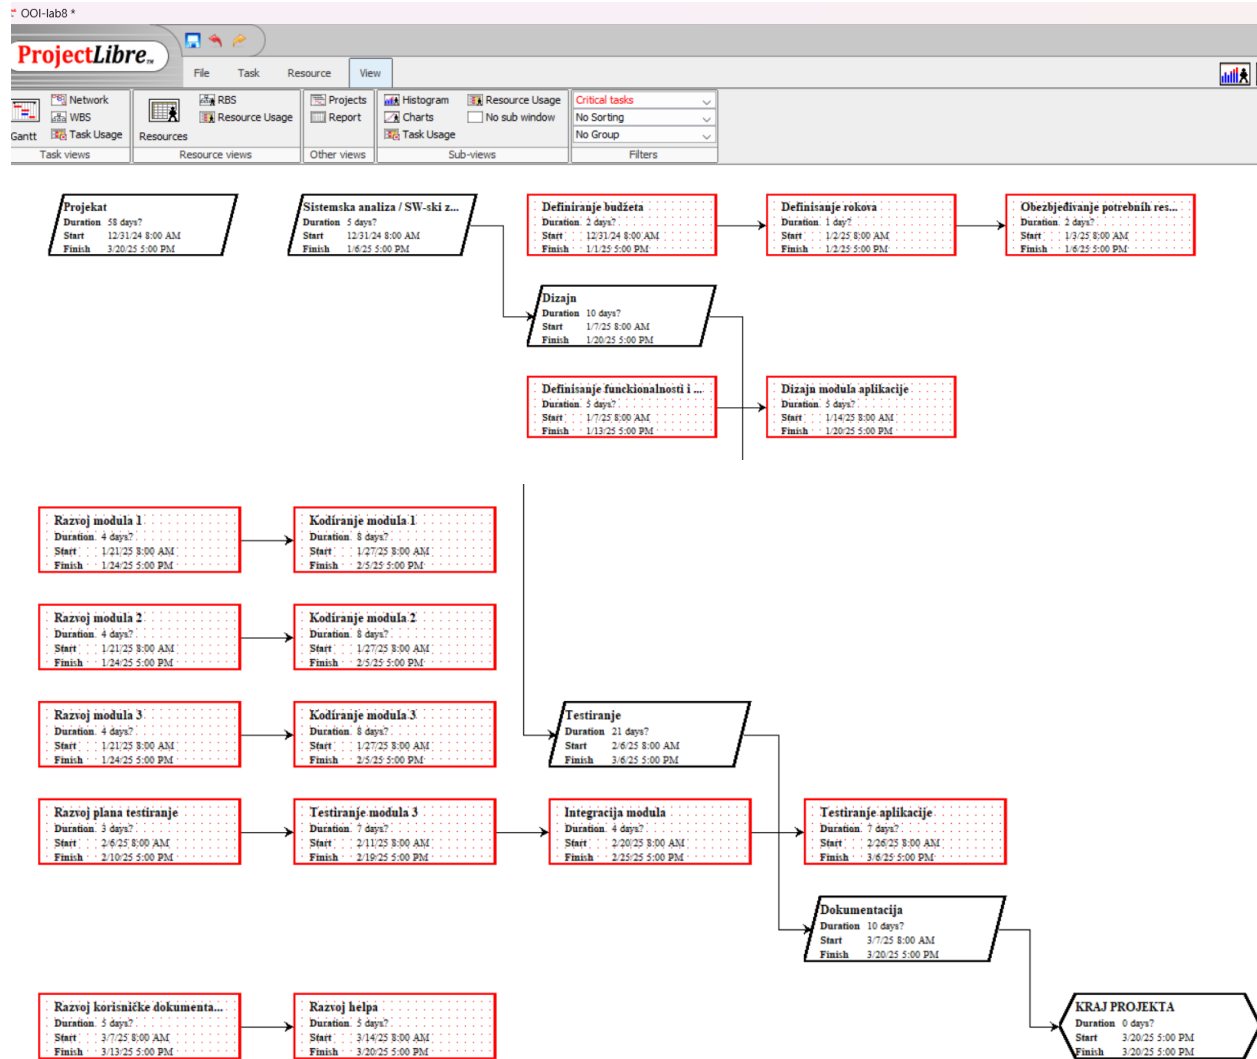 OOI-lab8 *
ProjectLibre™
File Task Resource View
Network RBS Projects Histogram Resource Usage Critical tasks
WBS Resource Usage Report Charts No sub window No Sorting
Gantt Task Usage Resources Task Usage No Group
Task views Resource views Other views Sub-views Filters
Projekat
Duration 58 days?
Start 12/31/24 8:00 AM
Finish 3/20/25 5:00 PM
Sistemska analiza / SW-ski z...
Duration 5 days?
Start 12/31/24 8:00 AM
Finish 1/6/25 5:00 PM
Definiranje budžeta
Duration 2 days?
Start 12/31/24 8:00 AM
Finish 1/1/25 5:00 PM
Definisanje rokova
Duration 1 day?
Start 1/2/25 8:00 AM
Finish 1/2/25 5:00 PM
Obezbjeđivanje potrebnih res...
Duration 2 days?
Start 1/3/25 8:00 AM
Finish 1/6/25 5:00 PM
Dizajn
Duration 10 days?
Start 1/7/25 8:00 AM
Finish 1/20/25 5:00 PM
Definisanje funckionalnosti i ...
Duration 5 days?
Start 1/7/25 8:00 AM
Finish 1/13/25 5:00 PM
Dizajn modula aplikacije
Duration 5 days?
Start 1/14/25 8:00 AM
Finish 1/20/25 5:00 PM
Razvoj modula 1
Duration 4 days?
Start 1/21/25 8:00 AM
Finish 1/24/25 5:00 PM
Kodiranje modula 1
Duration 8 days?
Start 1/27/25 8:00 AM
Finish 2/5/25 5:00 PM
Razvoj modula 2
Duration 4 days?
Start 1/21/25 8:00 AM
Finish 1/24/25 5:00 PM
Kodiranje modula 2
Duration 8 days?
Start 1/27/25 8:00 AM
Finish 2/5/25 5:00 PM
Razvoj modula 3
Duration 4 days?
Start 1/21/25 8:00 AM
Finish 1/24/25 5:00 PM
Kodiranje modula 3
Duration 8 days?
Start 1/27/25 8:00 AM
Finish 2/5/25 5:00 PM
Testiranje
Duration 21 days?
Start 2/6/25 8:00 AM
Finish 3/6/25 5:00 PM
Razvoj plana testiranje
Duration 3 days?
Start 2/6/25 8:00 AM
Finish 2/10/25 5:00 PM
Testiranje modula 3
Duration 7 days?
Start 2/11/25 8:00 AM
Finish 2/19/25 5:00 PM
Integracija modula
Duration 4 days?
Start 2/20/25 8:00 AM
Finish 2/25/25 5:00 PM
Testiranje aplikacije
Duration 7 days?
Start 2/26/25 8:00 AM
Finish 3/6/25 5:00 PM
Dokumentacija
Duration 10 days?
Start 3/7/25 8:00 AM
Finish 3/20/25 5:00 PM
Razvoj korisničke dokumenta...
Duration 5 days?
Start 3/7/25 8:00 AM
Finish 3/13/25 5:00 PM
Razvoj helpa
Duration 5 days?
Start 3/14/25 8:00 AM
Finish 3/20/25 5:00 PM
KRAJ PROJEKTA
Duration 0 days?
Start 3/20/25 5:00 PM
Finish 3/20/25 5:00 PM